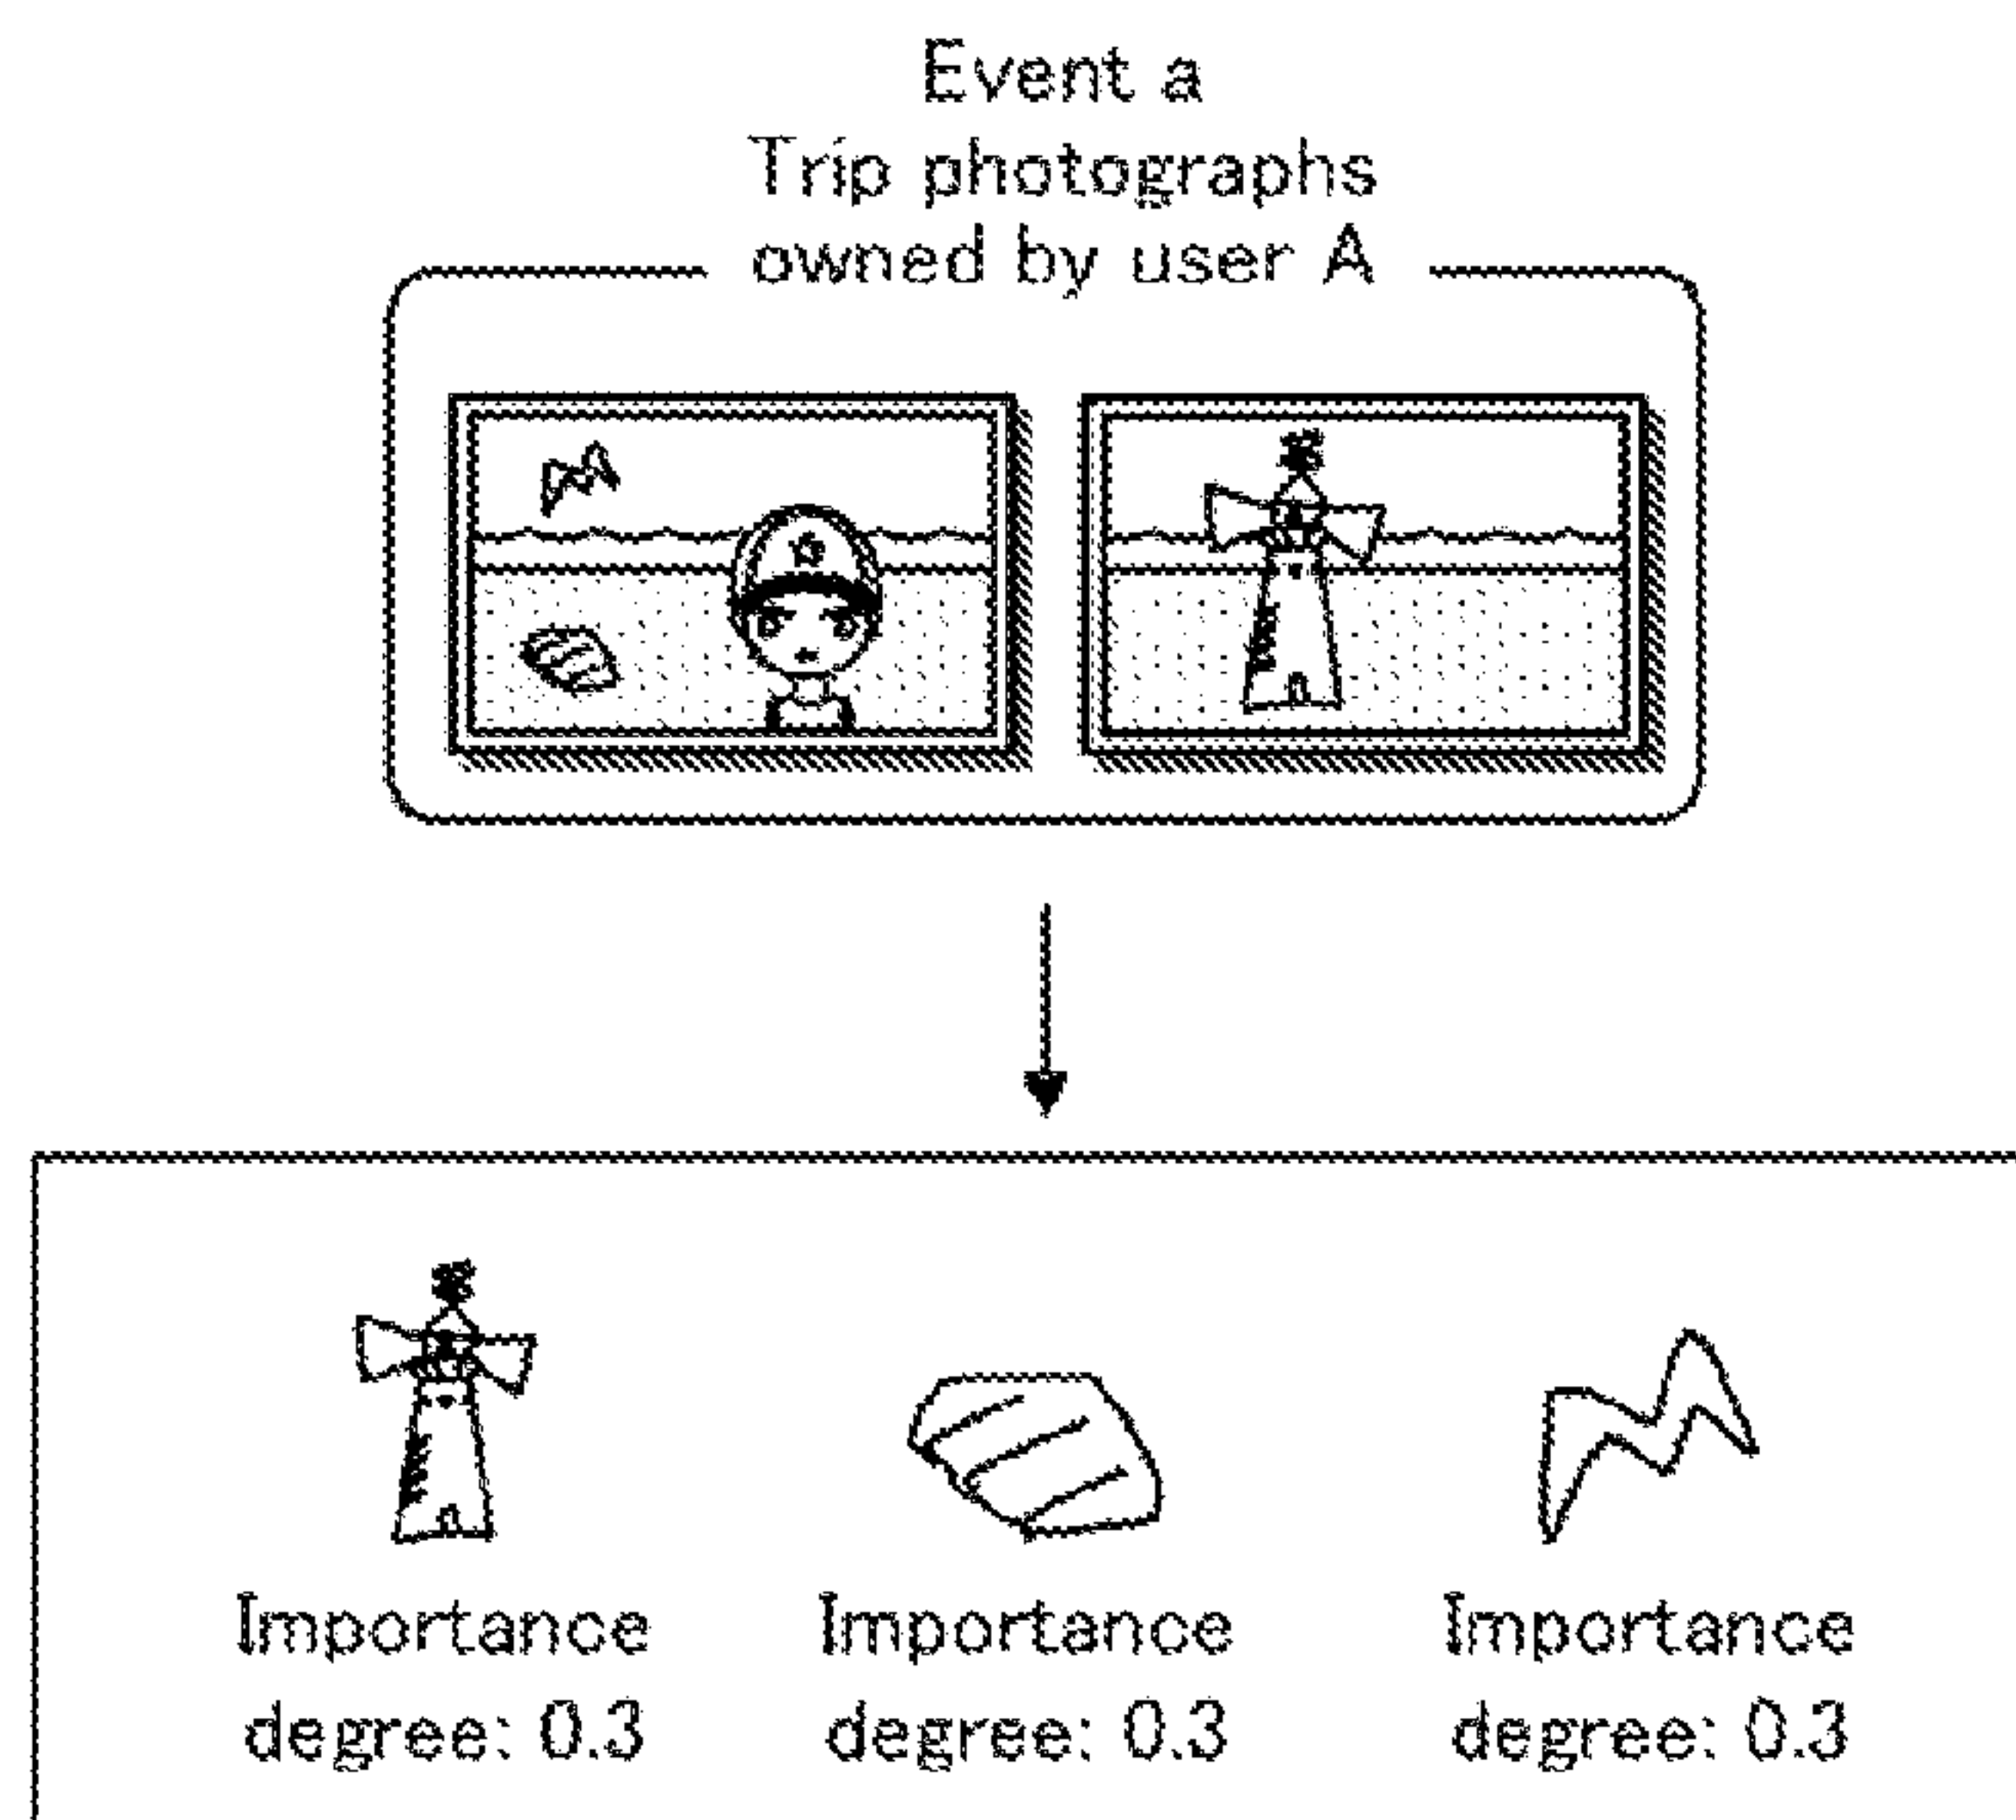 Event a
Trip photographs
owned by user A
Importance
degree: 0.3
Importance
degree: 0.3
Importance
degree: 0.3